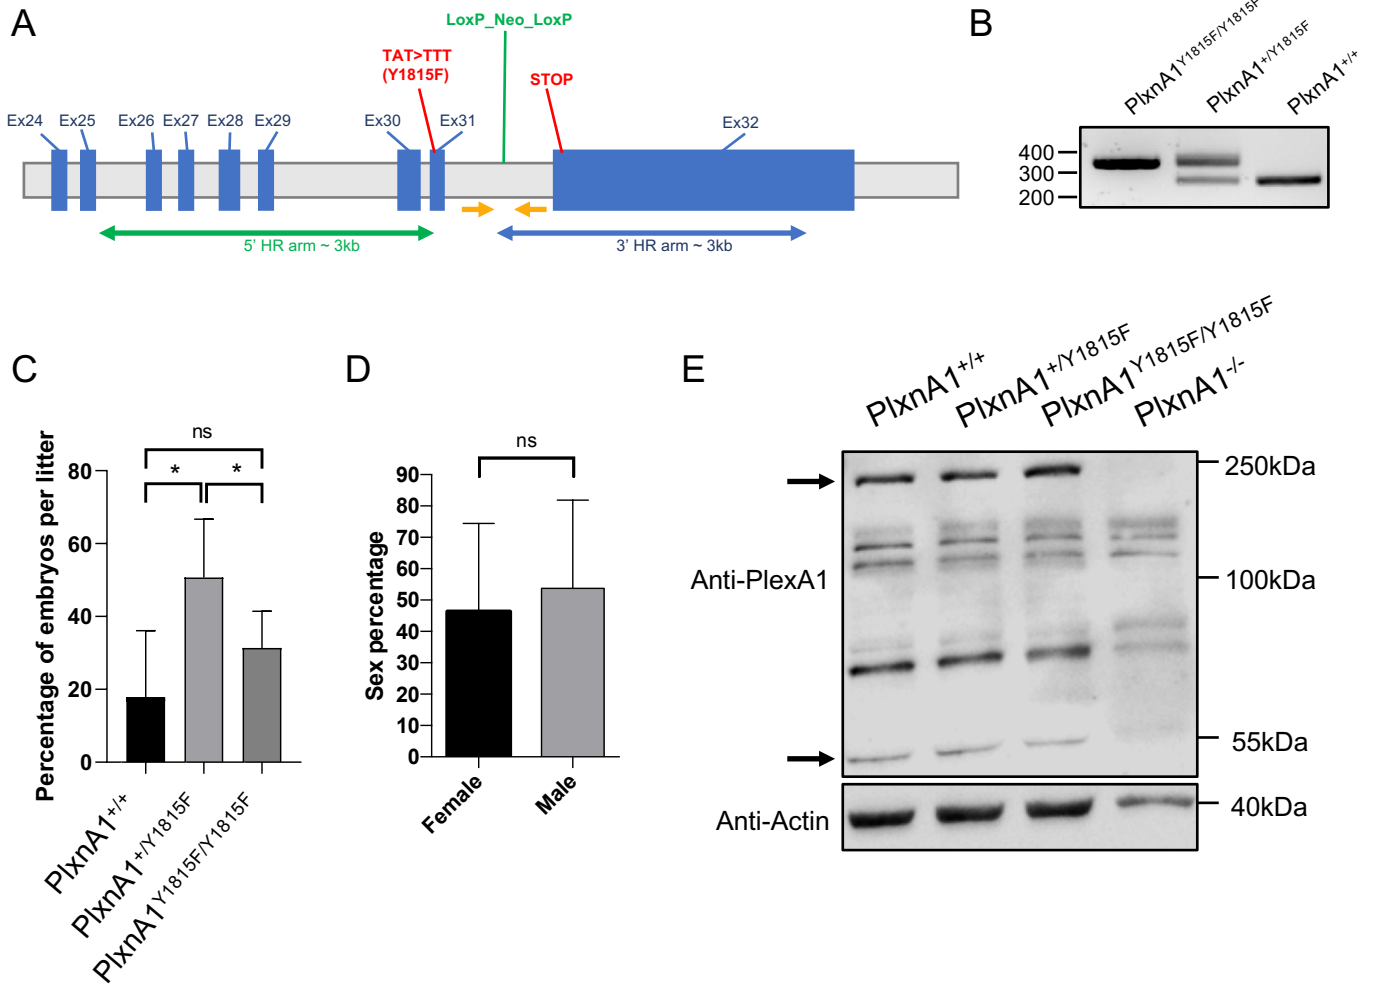 A
LoxP_Neo_LoxP
TAT>TTT
(Y1815F)
STOP
Ex24 Ex25 Ex26 Ex27 Ex28 Ex29 Ex30 Ex31 Ex32
5’ HR arm ~ 3kb
3’ HR arm ~ 3kb
B
PlxnA1Y1815F/Y1815F
PlxnA1+/Y1815F
PlxnA1+/+
400
300
200
C
Percentage of embryos per litter
ns
* *
80
60
40
20
0
PlxnA1+/+
PlxnA1+/Y1815F
PlxnA1Y1815F/Y1815F
D
Sex percentage
ns
90
80
70
60
50
40
30
20
10
0
Female
Male
E
PlxnA1+/+
PlxnA1+/Y1815F
PlxnA1Y1815F/Y1815F
PlxnA1-/-
Anti-PlexA1
250kDa
100kDa
55kDa
Anti-Actin
40kDa